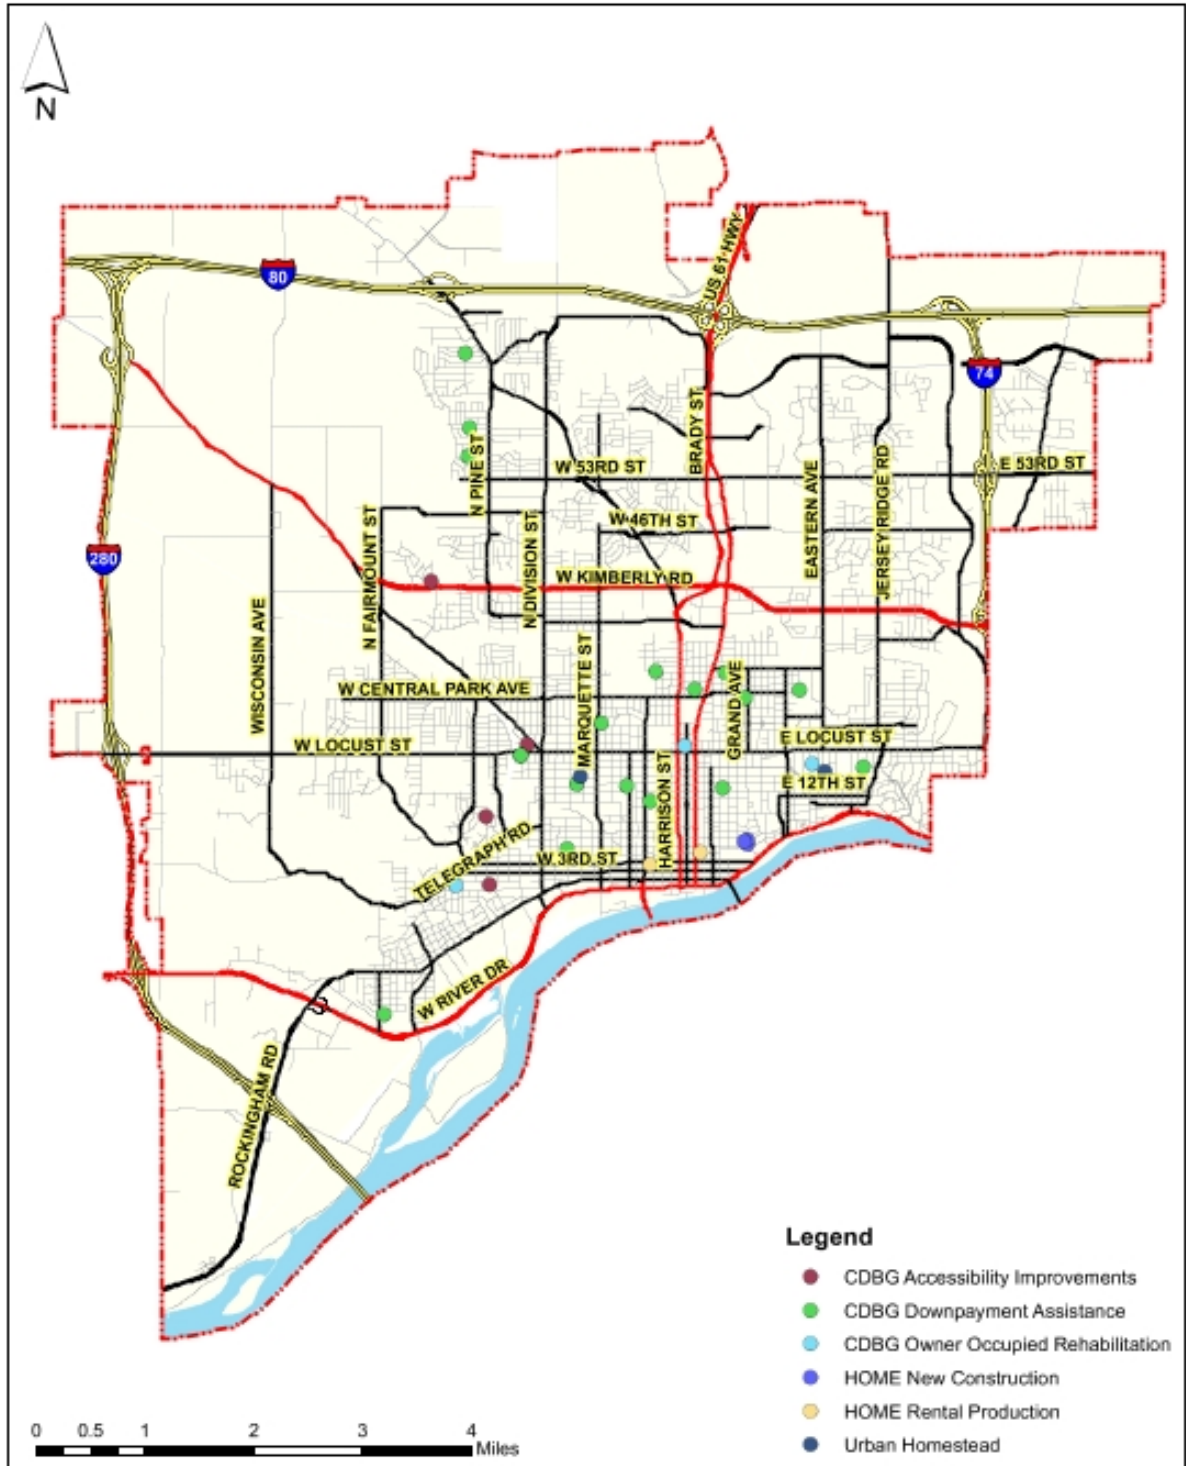 N
US 61 HWY
80
74
BRADY ST
N PINE ST
W 53RD ST
E 53RD ST
W 46TH ST
EASTERN AVE
JERSEY RIDGE RD
N FAIRMOUNT ST
N DIVISION ST
280
W KIMBERLY RD
WISCONSIN AVE
MARQUETTE ST
GRAND AVE
W CENTRAL PARK AVE
W LOCUST ST
E LOCUST ST
HARRISON ST
E 12TH ST
TELEGRAPH RD
W 3RD ST
W RIVER DR
ROCKINGHAM RD
Legend
CDBG Accessibility Improvements
CDBG Downpayment Assistance
CDBG Owner Occupied Rehabilitation
HOME New Construction
HOME Rental Production
Urban Homestead
0 0.5 1 2 3 4
Miles